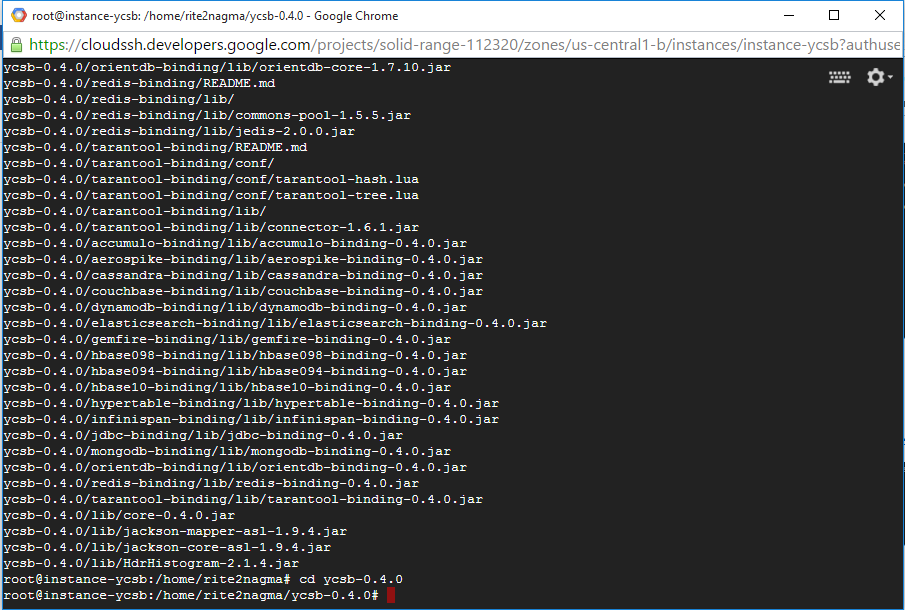 root@instance-ycsb: /home/rite2nagma/ycsb-0.4.0 - Google Chrome
https://cloudssh.developers.google.com/projects/solid-range-112320/zones/us-central1-b/instances/instance-ycsb?authuse
ycsb-0.4.0/orientdb-binding/lib/orientdb-core-1.7.10.jar
ycsb-0.4.0/redis-binding/README.md
ycsb-0.4.0/redis-binding/lib/
ycsb-0.4.0/redis-binding/lib/commons-pool-1.5.5.jar
ycsb-0.4.0/redis-binding/lib/jedis-2.0.0.jar
ycsb-0.4.0/tarantool-binding/README.md
ycsb-0.4.0/tarantool-binding/conf/
ycsb-0.4.0/tarantool-binding/conf/tarantool-hash.lua
ycsb-0.4.0/tarantool-binding/conf/tarantool-tree.lua
ycsb-0.4.0/tarantool-binding/lib/
ycsb-0.4.0/tarantool-binding/lib/connector-1.6.1.jar
ycsb-0.4.0/accumulo-binding/lib/accumulo-binding-0.4.0.jar
ycsb-0.4.0/aerospike-binding/lib/aerospike-binding-0.4.0.jar
ycsb-0.4.0/cassandra-binding/lib/cassandra-binding-0.4.0.jar
ycsb-0.4.0/couchbase-binding/lib/couchbase-binding-0.4.0.jar
ycsb-0.4.0/dynamodb-binding/lib/dynamodb-binding-0.4.0.jar
ycsb-0.4.0/elasticsearch-binding/lib/elasticsearch-binding-0.4.0.jar
ycsb-0.4.0/gemfire-binding/lib/gemfire-binding-0.4.0.jar
ycsb-0.4.0/hbase098-binding/lib/hbase098-binding-0.4.0.jar
ycsb-0.4.0/hbase094-binding/lib/hbase094-binding-0.4.0.jar
ycsb-0.4.0/hbase10-binding/lib/hbase10-binding-0.4.0.jar
ycsb-0.4.0/hypertable-binding/lib/hypertable-binding-0.4.0.jar
ycsb-0.4.0/infinispan-binding/lib/infinispan-binding-0.4.0.jar
ycsb-0.4.0/jdbc-binding/lib/jdbc-binding-0.4.0.jar
ycsb-0.4.0/mongodb-binding/lib/mongodb-binding-0.4.0.jar
ycsb-0.4.0/orientdb-binding/lib/orientdb-binding-0.4.0.jar
ycsb-0.4.0/redis-binding/lib/redis-binding-0.4.0.jar
ycsb-0.4.0/tarantool-binding/lib/tarantool-binding-0.4.0.jar
ycsb-0.4.0/lib/core-0.4.0.jar
ycsb-0.4.0/lib/jackson-mapper-asl-1.9.4.jar
ycsb-0.4.0/lib/jackson-core-asl-1.9.4.jar
ycsb-0.4.0/lib/HdrHistogram-2.1.4.jar
root@instance-ycsb:/home/rite2nagma# cd ycsb-0.4.0
root@instance-ycsb:/home/rite2nagma/ycsb-0.4.0#